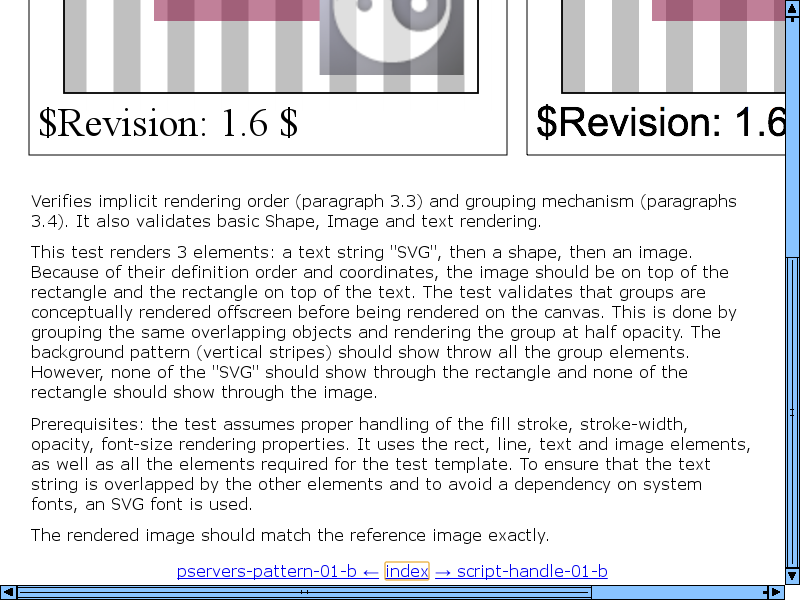 $Revision: 1.6 $
$Revision: 1.6
Verifies implicit rendering order (paragraph 3.3) and grouping mechanism (paragraphs
3.4). It also validates basic Shape, Image and text rendering.
This test renders 3 elements: a text string "SVG", then a shape, then an image.
Because of their definition order and coordinates, the image should be on top of the
rectangle and the rectangle on top of the text. The test validates that groups are
conceptually rendered offscreen before being rendered on the canvas. This is done by
grouping the same overlapping objects and rendering the group at half opacity. The
background pattern (vertical stripes) should show throw all the group elements.
However, none of the "SVG" should show through the rectangle and none of the
rectangle should show through the image.
Prerequisites: the test assumes proper handling of the fill stroke, stroke-width,
opacity, font-size rendering properties. It uses the rect, line, text and image elements,
as well as all the elements required for the test template. To ensure that the text
string is overlapped by the other elements and to avoid a dependency on system
fonts, an SVG font is used.
The rendered image should match the reference image exactly.
pservers-pattern-01-b ← index → script-handle-01-b